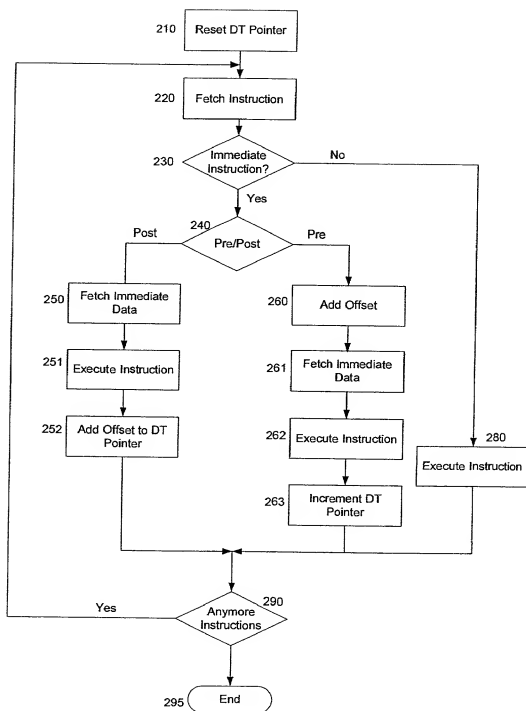 210 Reset DT Pointer
220 Fetch Instruction
230 Immediate
Instruction?
No
Yes
240
Pre/Post
Post
Pre
250 Fetch Immediate
Data
260 Add Offset
251 Execute Instruction
261 Fetch Immediate
Data
252 Add Offset to DT
Pointer
262 Execute Instruction
280
Execute Instruction
263 Increment DT
Pointer
290
Anymore
Instructions
Yes
295 End